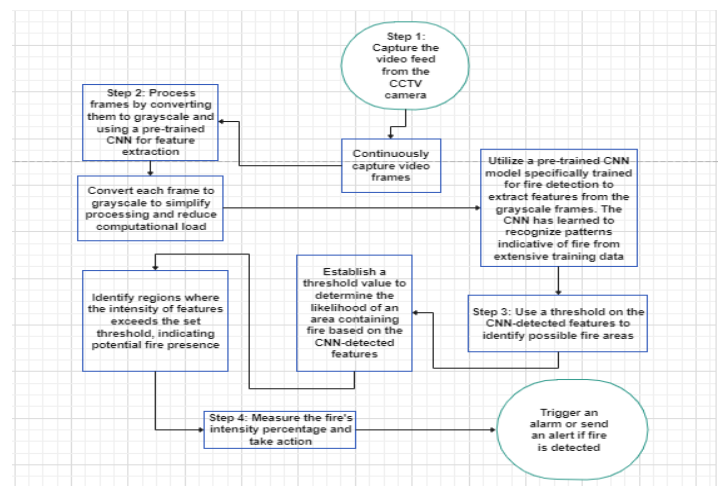 Step 1:
Capture the
video feed
from the
CCTV
camera
Continuously
capture video
frames
Step 2: Process
frames by converting
them to grayscale and
using a pre-trained
CNN for feature
extraction
Convert each frame to
grayscale to simplify
processing and reduce
computational load
Utilize a pre-trained CNN
model specifically trained
for fire detection to
extract features from the
grayscale frames. The
CNN has learned to
recognize patterns
indicative of fire from
extensive training data
Step 3: Use a threshold on the
CNN-detected features to
identify possible fire areas
Establish a
threshold value to
determine the
likelihood of an
area containing
fire based on the
CNN-detected
features
Identify regions where
the intensity of features
exceeds the set
threshold, indicating
potential fire presence
Step 4: Measure the fire's
intensity percentage and
take action
Trigger an
alarm or send
an alert if fire
is detected